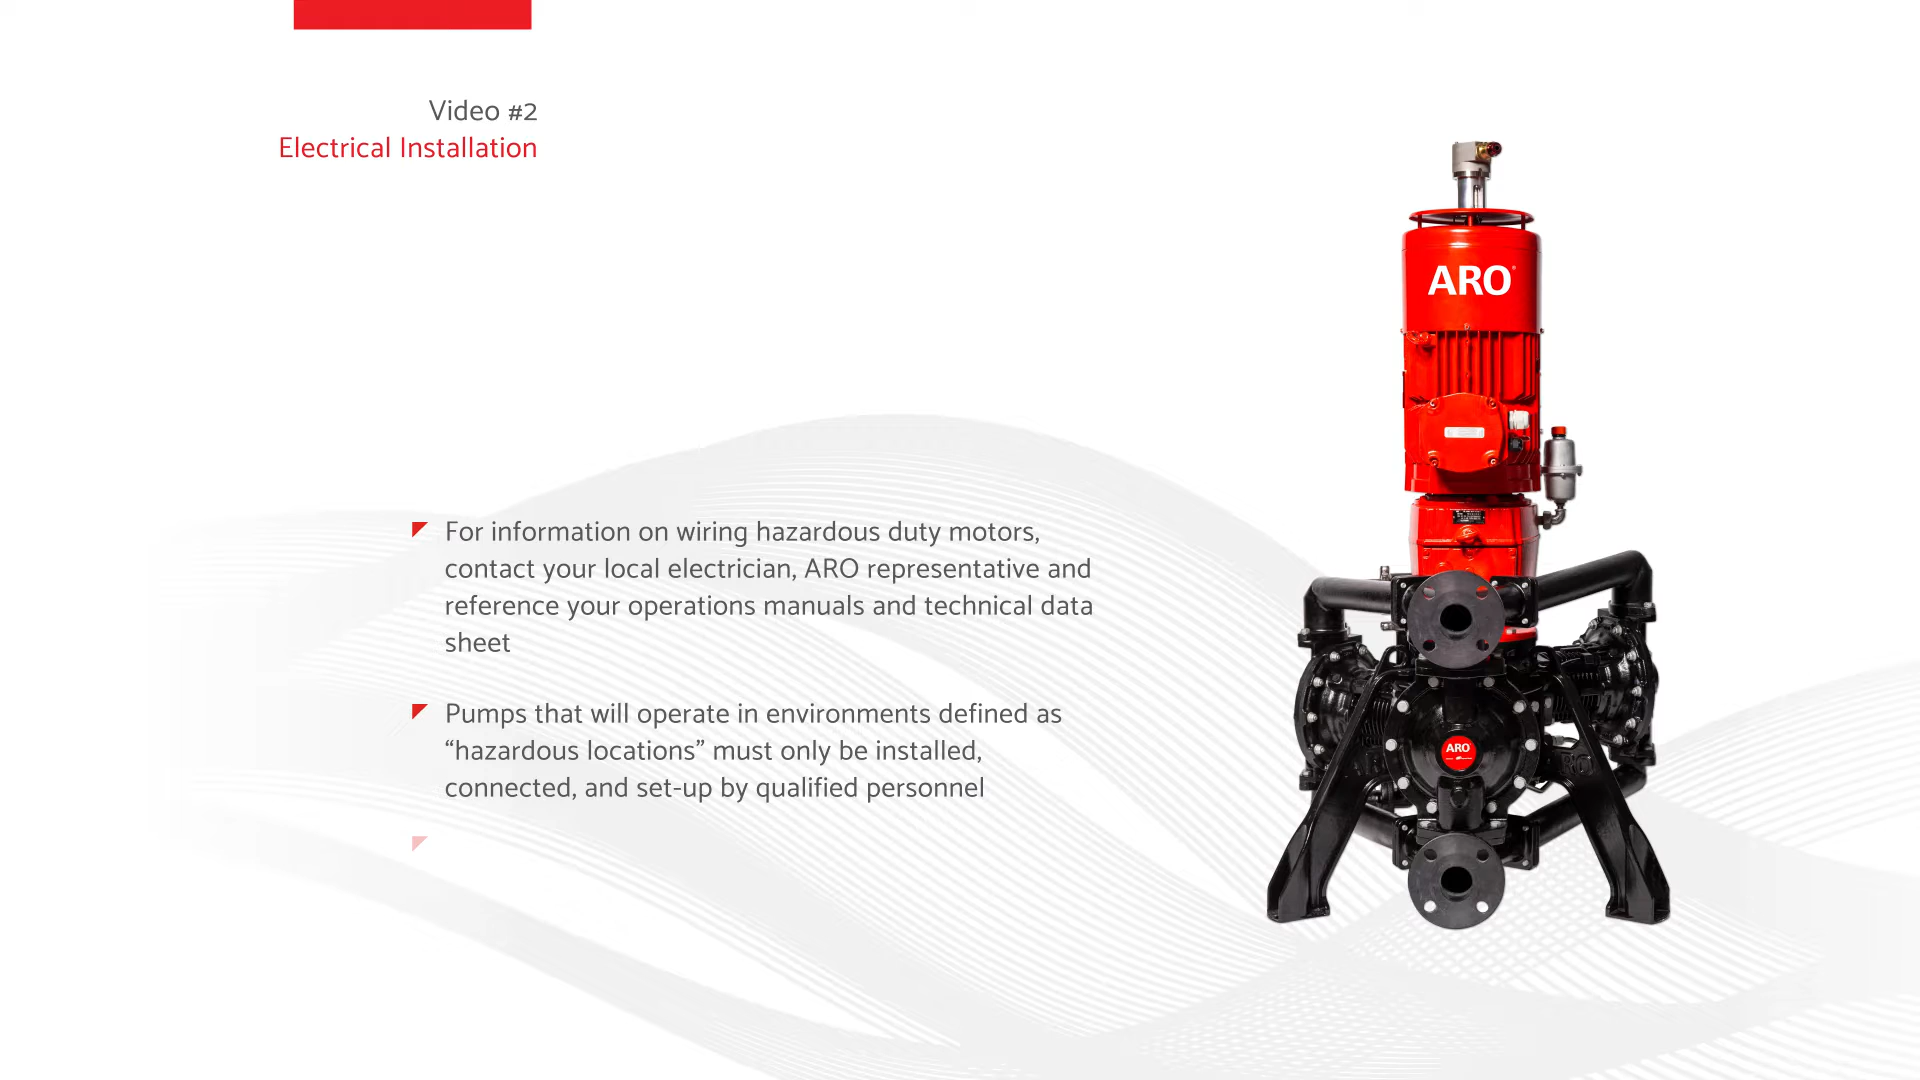 Video #2
Electrical Installation
For information on wiring hazardous duty motors,
contact your local electrician, ARO representative and
reference your operations manuals and technical data
sheet
Pumps that will operate in environments defined as
“hazardous locations” must only be installed,
connected, and set-up by qualified personnel
ARO
ARO